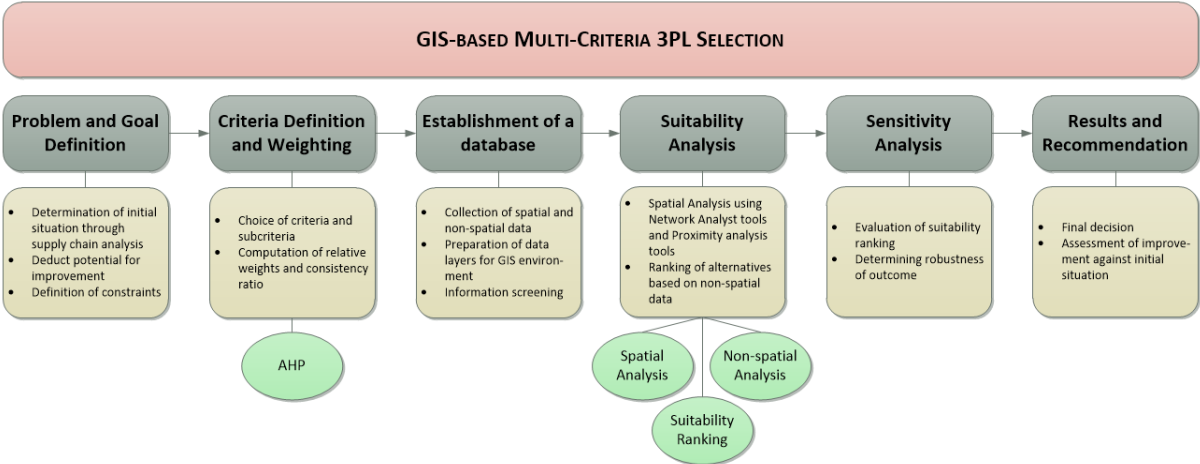 GIS-BASED MULTI-CRITERIA 3PL SELECTION
Problem and Goal
Definition
Criteria Definition
and Weighting
Establishment of a
database
Suitability
Analysis
Sensitivity
Analysis
Results and
Recommendation
• Determination of initial
situation through
supply chain analysis
• Deduct potential for
improvement
• Definition of constraints
• Choice of criteria and
subcriteria
• Computation of relative
weights and consistency
ratio
• Collection of spatial and
non-spatial data
• Preparation of data
layers for GIS environ-
ment
• Information screening
• Spatial Analysis using
Network Analyst tools
and Proximity analysis
tools
• Ranking of alternatives
based on non-spatial
data
• Evaluation of suitability
ranking
• Determining robustness
of outcome
• Final decision
• Assessment of improve-
ment against initial
situation
AHP
Spatial
Analysis
Non-spatial
Analysis
Suitability
Ranking